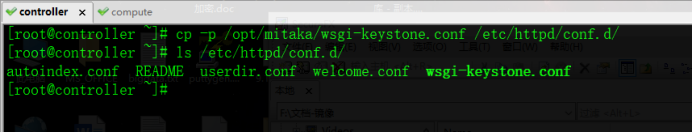 controller
compute
[root@controller ~]# cp -p /opt/mitaka/wsgi-keystone.conf /etc/httpd/conf.d/
[root@controller ~]# ls /etc/httpd/conf.d/
autoindex.conf README userdir.conf welcome.conf wsgi-keystone.conf
[root@controller ~]#